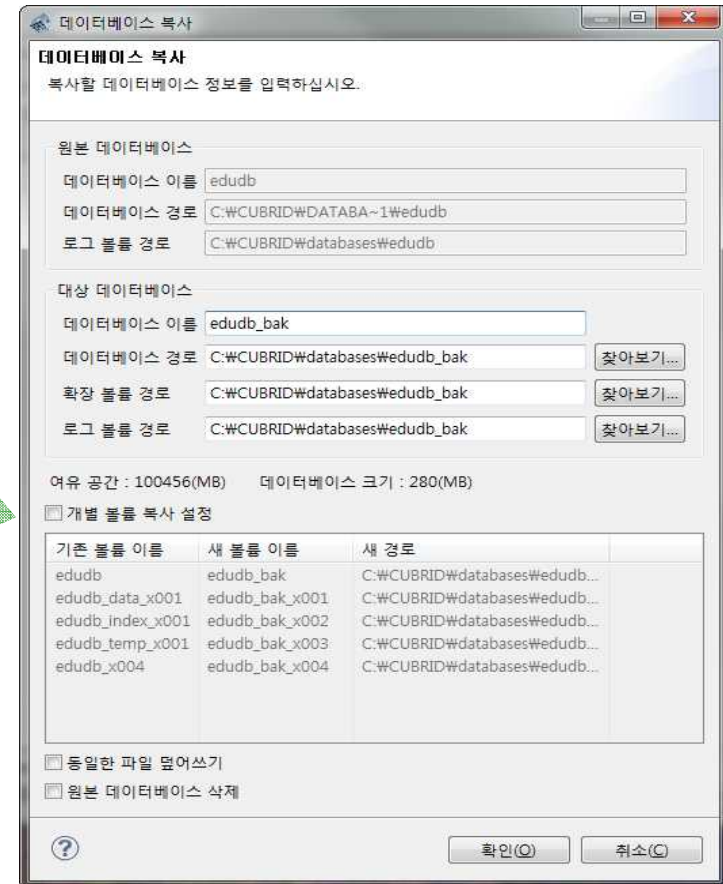 데이터베이스 복사
데이터베이스 복사
복사할 데이터베이스 정보를 입력하십시오.
원본 데이터베이스
데이터베이스 이름 edudb
데이터베이스 경로 C:₩CUBRID₩DATABA~1₩edudb
로그 볼륨 경로 C:₩CUBRID₩databases₩edudb
대상 데이터베이스
데이터베이스 이름 edudb_bak
데이터베이스 경로 C:₩CUBRID₩databases₩edudb_bak 찾아보기...
확장 볼륨 경로 C:₩CUBRID₩databases₩edudb_bak 찾아보기...
로그 볼륨 경로 C:₩CUBRID₩databases₩edudb_bak 찾아보기...
여유 공간 : 100456(MB) 데이터베이스 크기 : 280(MB)
개별 볼륨 복사 설정
기존 볼륨 이름 새 볼륨 이름 새 경로
edudb edudb_bak C:₩CUBRID₩databases₩edudb...
edudb_data_x001 edudb_bak_x001 C:₩CUBRID₩databases₩edudb...
edudb_index_x001 edudb_bak_x002 C:₩CUBRID₩databases₩edudb...
edudb_temp_x001 edudb_bak_x003 C:₩CUBRID₩databases₩edudb...
edudb_x004 edudb_bak_x004 C:₩CUBRID₩databases₩edudb...
동일한 파일 덮어쓰기
원본 데이터베이스 삭제
확인(O) 취소(C)